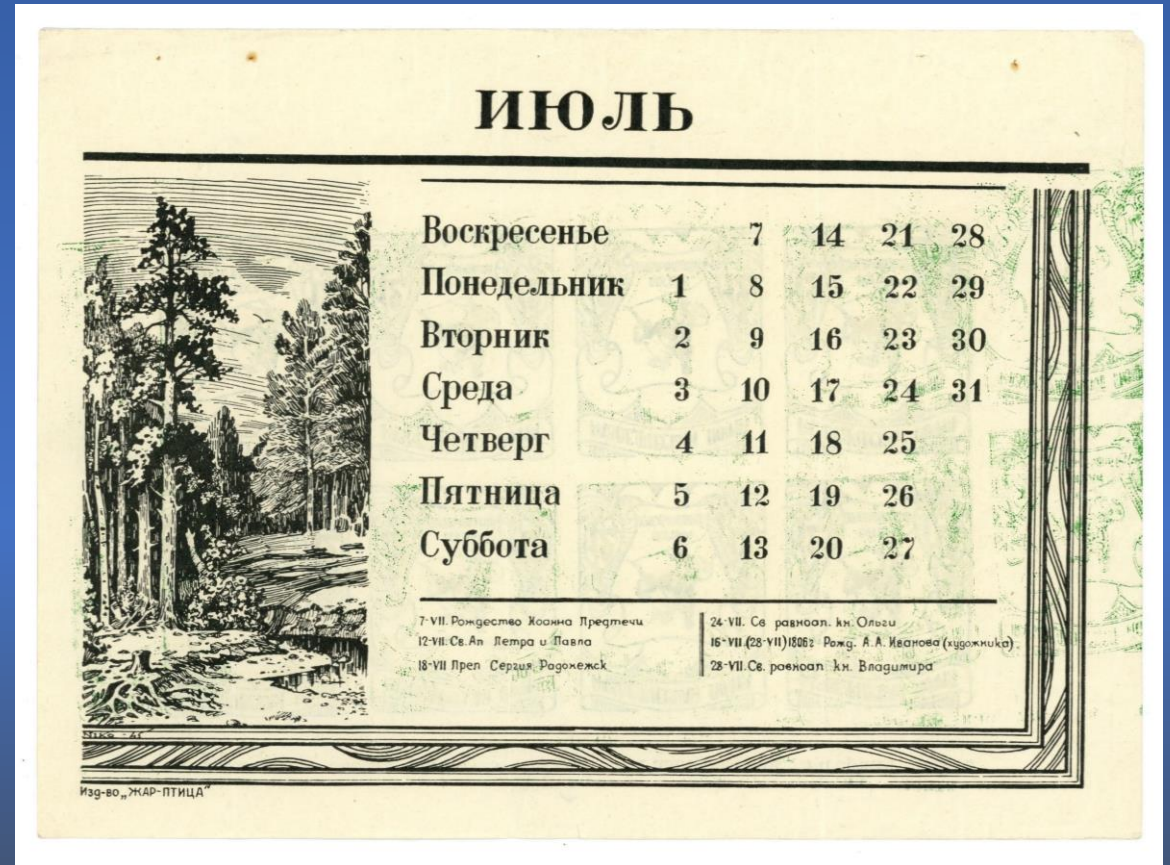 ИЮЛЬ
Воскресенье 7 14 21 28
Понедельник 1 8 15 22 29
Вторник 2 9 16 23 30
Среда 3 10 17 24 31
Четверг 4 11 18 25
Пятница 5 12 19 26
Суббота 6 13 20 27
7-VII. Рождество Иоанна Предтечи
12-VII. Св. Ап Петра и Павла
18-VII Преп Сергия Радонежск
24-VII. Св равноап. кн. Ольги
16-VII.(28-VII)1806г Рожд. А.А. Иванова (художника).
28-VII. Св. равноап кн. Владимира
Изд-во „ЖАР-ПТИЦА"